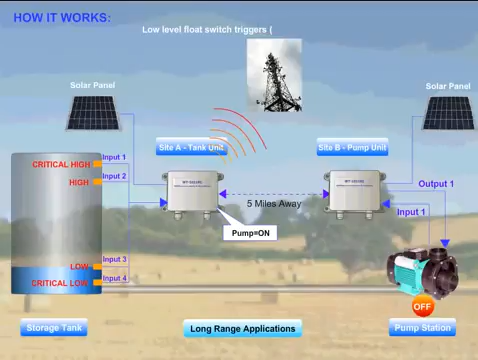 HOW IT WORKS:
Low level float switch triggers (
Solar Panel
Solar Panel
Site A - Tank Unit
Site B - Pump Unit
CRITICAL HIGH
Input 1
HIGH
Input 2
Output 1
5 Miles Away
Input 1
Pump=ON
LOW
Input 3
CRITICAL LOW
Input 4
OFF
Storage Tank
Long Range Applications
Pump Station